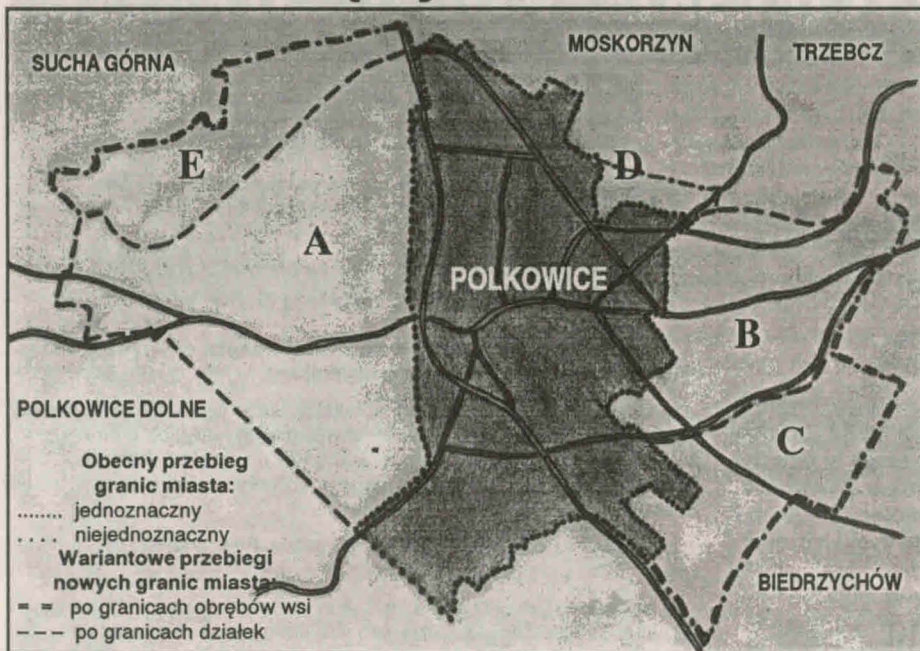 SUCHA GÓRNA
MOSKORZYN
TRZEBCZ
E
D
A
POLKOWICE
B
C
POLKOWICE DOLNE
BIEDRZYCHÓW
Obecny przebieg
granic miasta:
........ jednoznaczny
. . . . niejednoznaczny
Wariantowe przebiegi
nowych granic miasta:
= = po granicach obrębów wsi
--- po granicach działek